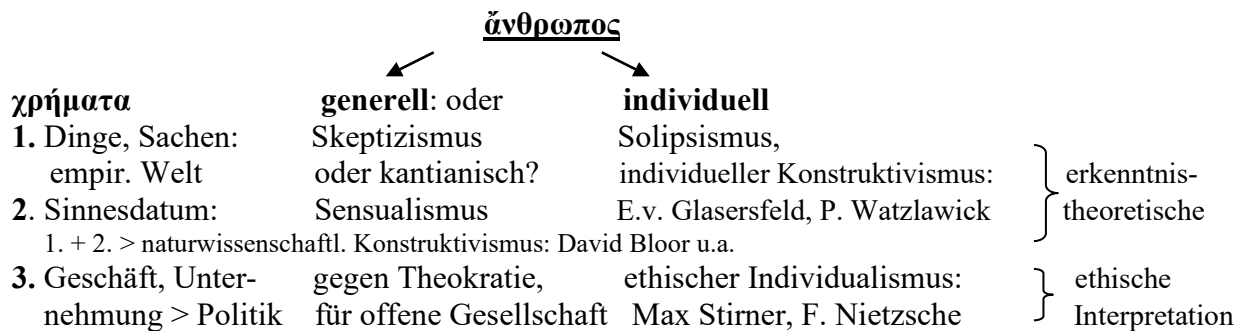 ἄνθρωπος
χρήματα generell: oder individuell
1. Dinge, Sachen: Skeptizismus Solipsismus,
empir. Welt oder kantianisch? individueller Konstruktivismus: erkenntnis-
2. Sinnesdatum: Sensualismus E.v. Glasersfeld, P. Watzlawick theoretische
1. + 2. > naturwissenschaftl. Konstruktivismus: David Bloor u.a.
3. Geschäft, Unter- gegen Theokratie, ethischer Individualismus: ethische
nehmung > Politik für offene Gesellschaft Max Stirner, F. Nietzsche Interpretation